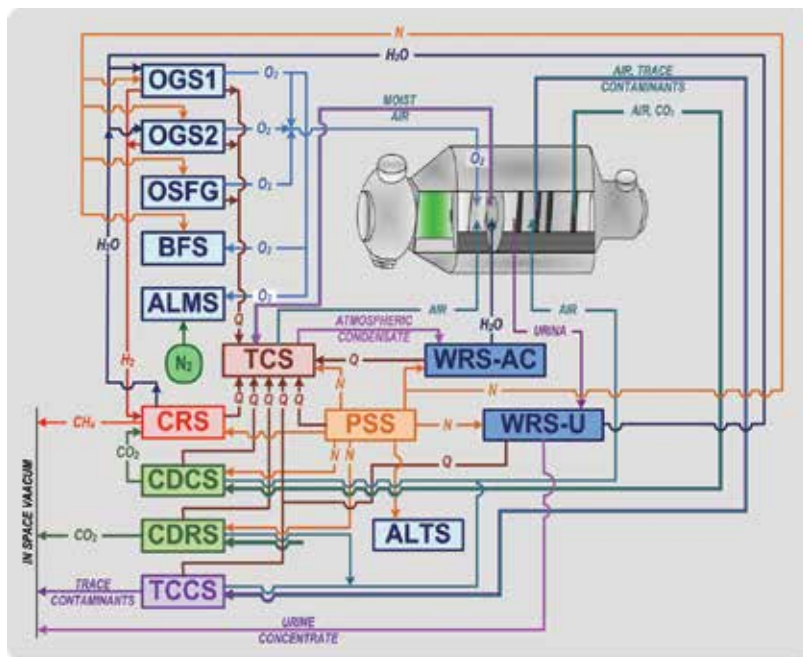 N
H₂O
OGS1
O₂
AIR, TRACE
CONTAMINANTS
MOIST
AIR
AIR, CO₂
OGS2
O₂
O₂
OSFG
O₂
H₂O
BFS
O₂
ALMS
O₂
AIR
AIR
Q
ATMOSPHERIC
CONDENSATE
H₂O
URINA
N₂
H₂
TCS
Q
WRS-AC
N
N
Q
Q
Q
Q
Q
CH₄
CRS
PSS
N
WRS-U
CO₂
N
N
Q
CDCS
IN SPACE VAACUM
CO₂
CDRS
ALTS
TRACE
CONTAMINANTS
TCCS
URINE
CONCENTRATE